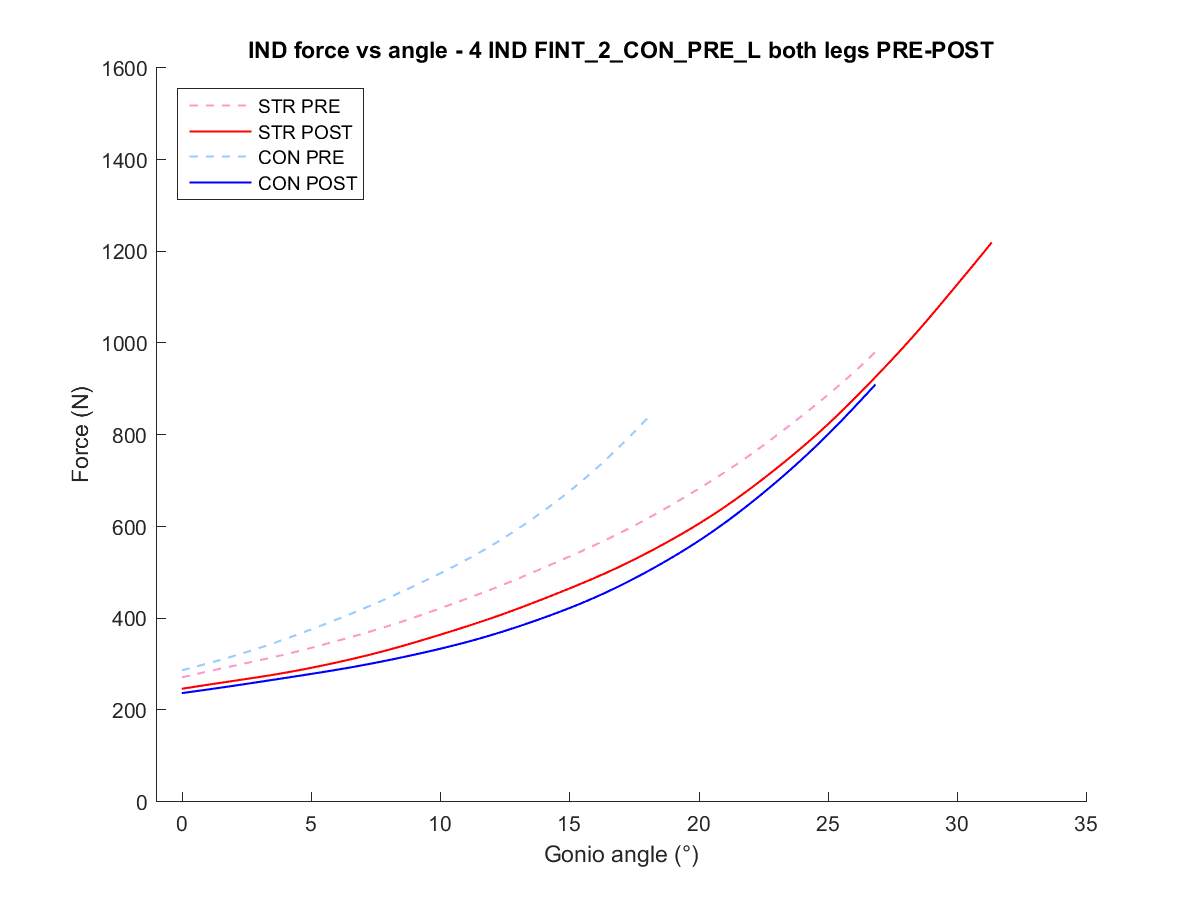 IND force vs angle - 4 IND FINT_2_CON_PRE_L both legs PRE-POST
1600
1400
1200
1000
800
600
400
200
0
STR PRE
STR POST
CON PRE
CON POST
Force (N)
0 5 10 15 20 25 30 35
Gonio angle (°)